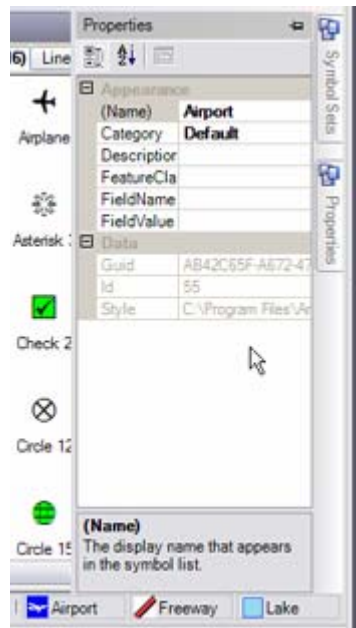 Properties
6) Line
Appearance
(Name) Airport
Category Default
Description
FeatureCla
FieldName
FieldValue
Data
Guid AB42C65F-A672-47
Id 55
Style C:\Program Files\Ar
Airplane
Asterisk
Check 2
Circle 12
Circle 15
(Name)
The display name that appears
in the symbol list.
Airport Freeway Lake
Symbol Sets
Properties